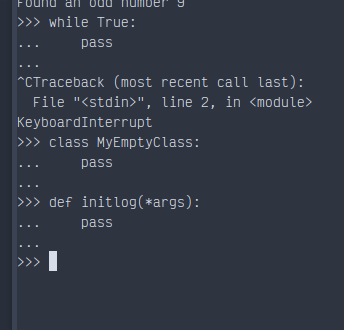 Found an odd number 9
>>> while True:
...     pass
...
^CTraceback (most recent call last):
  File "<stdin>", line 2, in <module>
KeyboardInterrupt
>>> class MyEmptyClass:
...     pass
...
>>> def initlog(*args):
...     pass
...
>>>